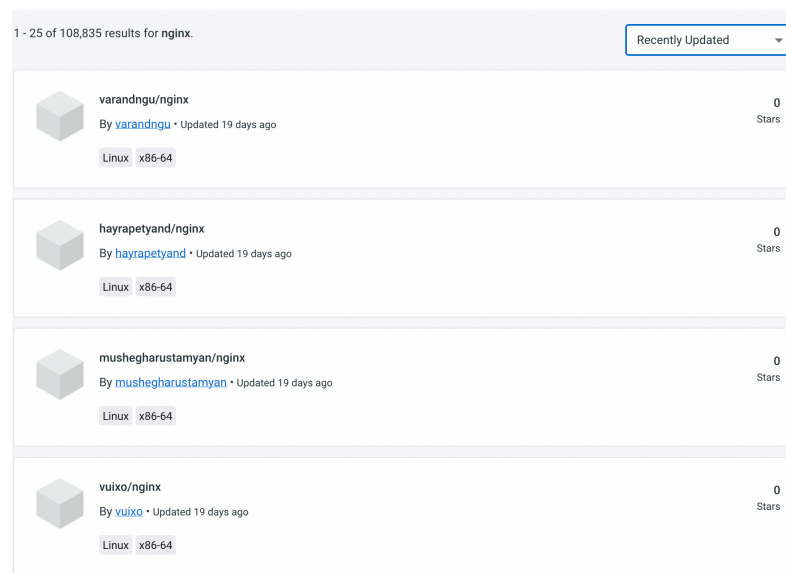 1 - 25 of 108,835 results for nginx.
Recently Updated
varandngu/nginx
0
By varandngu • Updated 19 days ago
Stars
Linux x86-64
hayrapetyand/nginx
0
By hayrapetyand • Updated 19 days ago
Stars
Linux x86-64
mushegharustamyan/nginx
0
By mushegharustamyan • Updated 19 days ago
Stars
Linux x86-64
vuixo/nginx
0
By vuixo • Updated 19 days ago
Stars
Linux x86-64